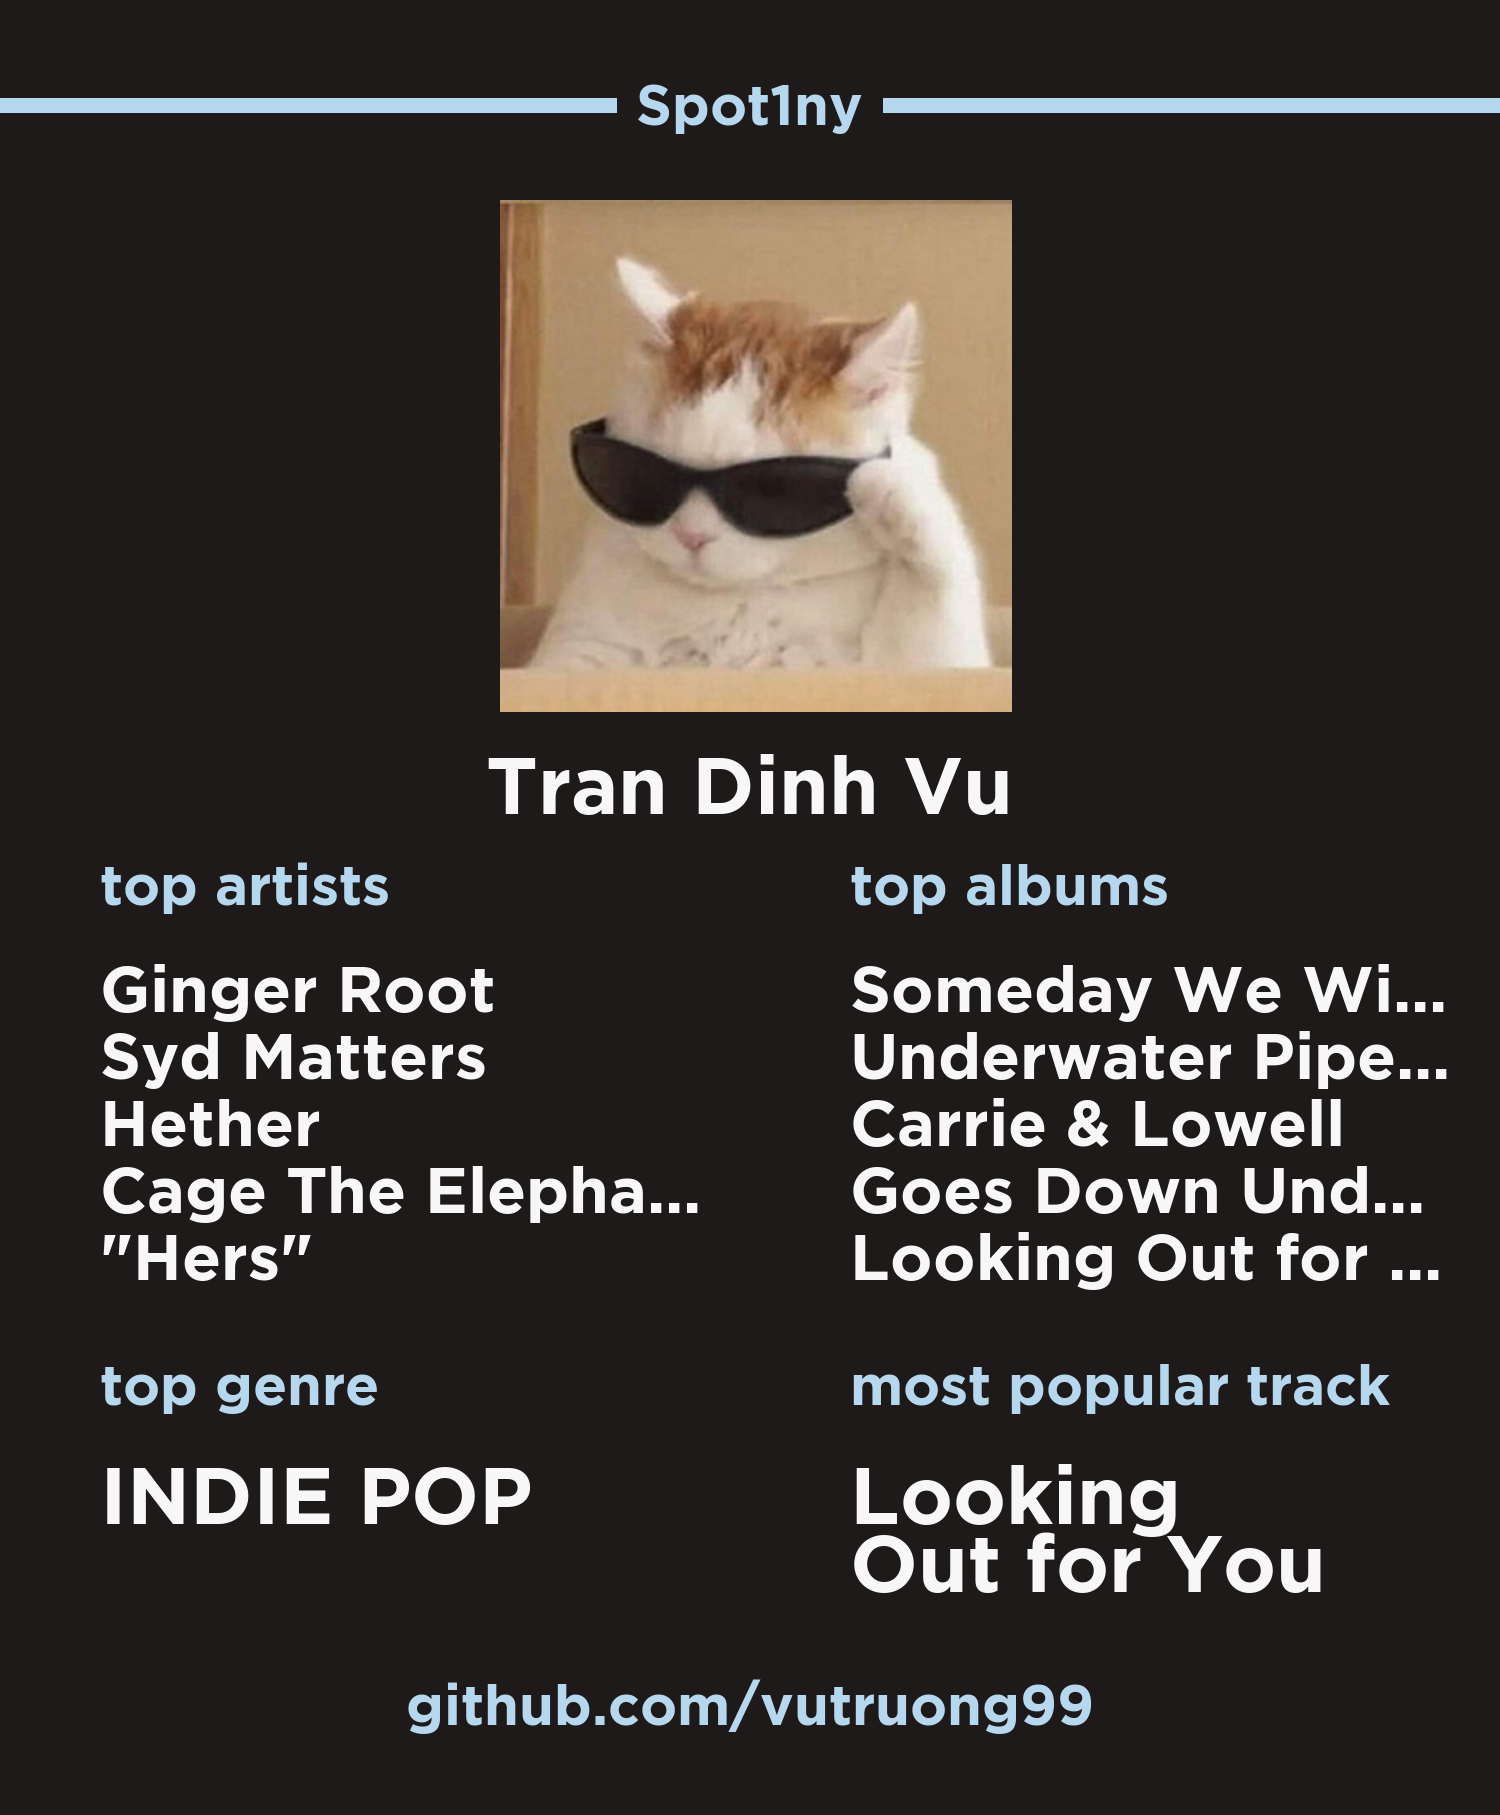 Spot1ny
Tran Dinh Vu
top artists
Ginger Root
Syd Matters
Hether
Cage The Elepha...
"Hers"
top albums
Someday We Wi...
Underwater Pipe...
Carrie & Lowell
Goes Down Und...
Looking Out for ...
top genre
INDIE POP
most popular track
Looking
Out for You
github.com/vutruong99